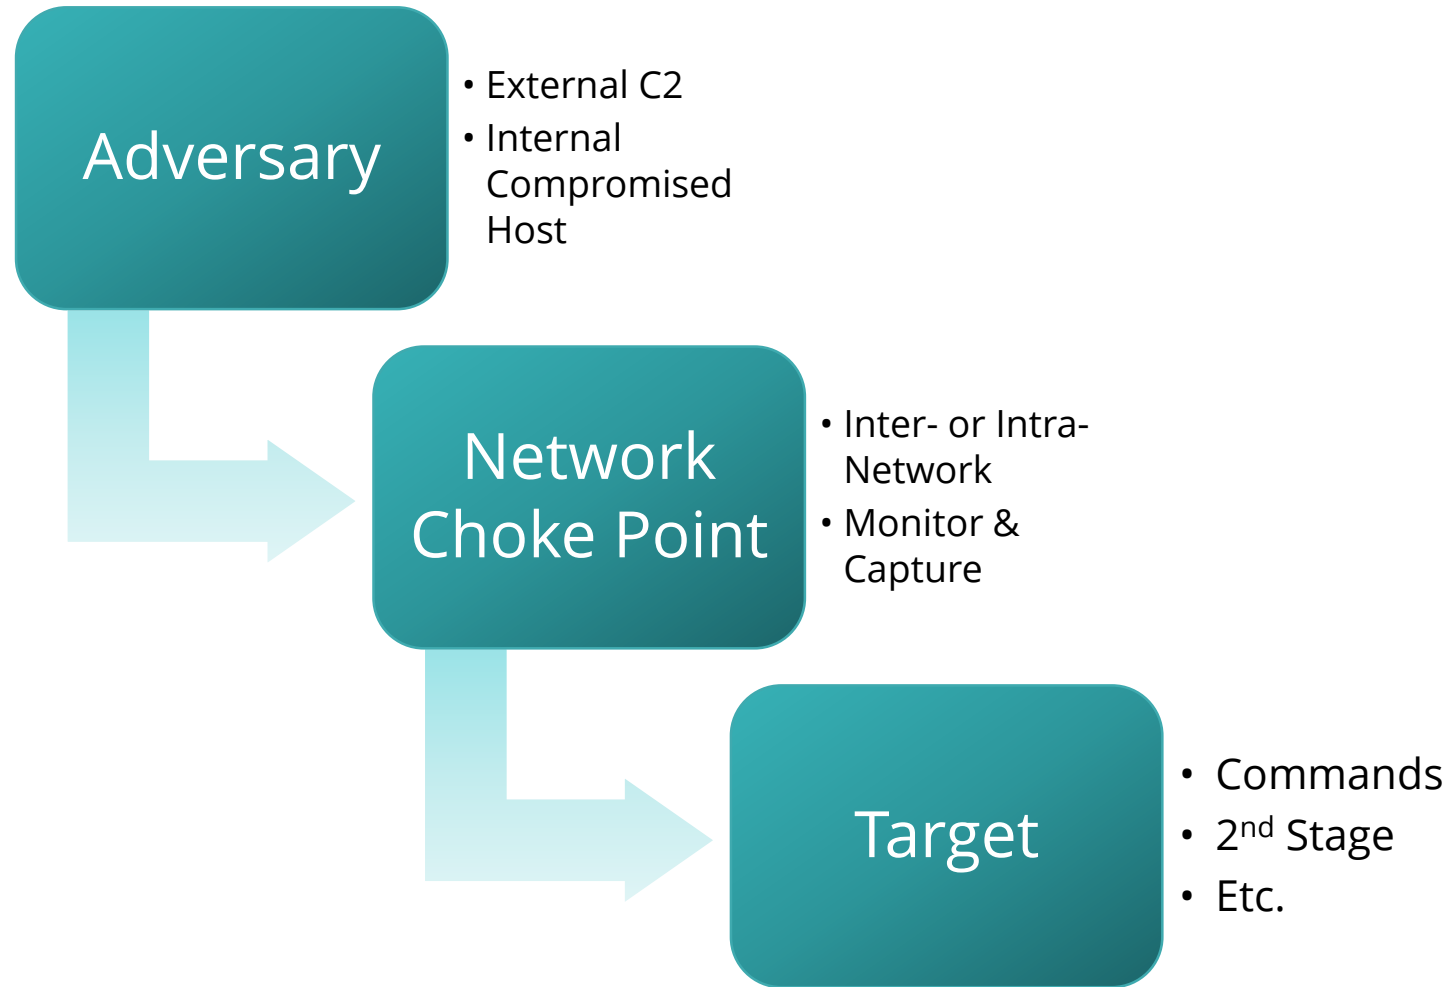 Adversary
• External C2
• Internal
Compromised
Host
Network
Choke Point
• Inter- or Intra-
Network
• Monitor &
Capture
Target
• Commands
• 2nd Stage
• Etc.